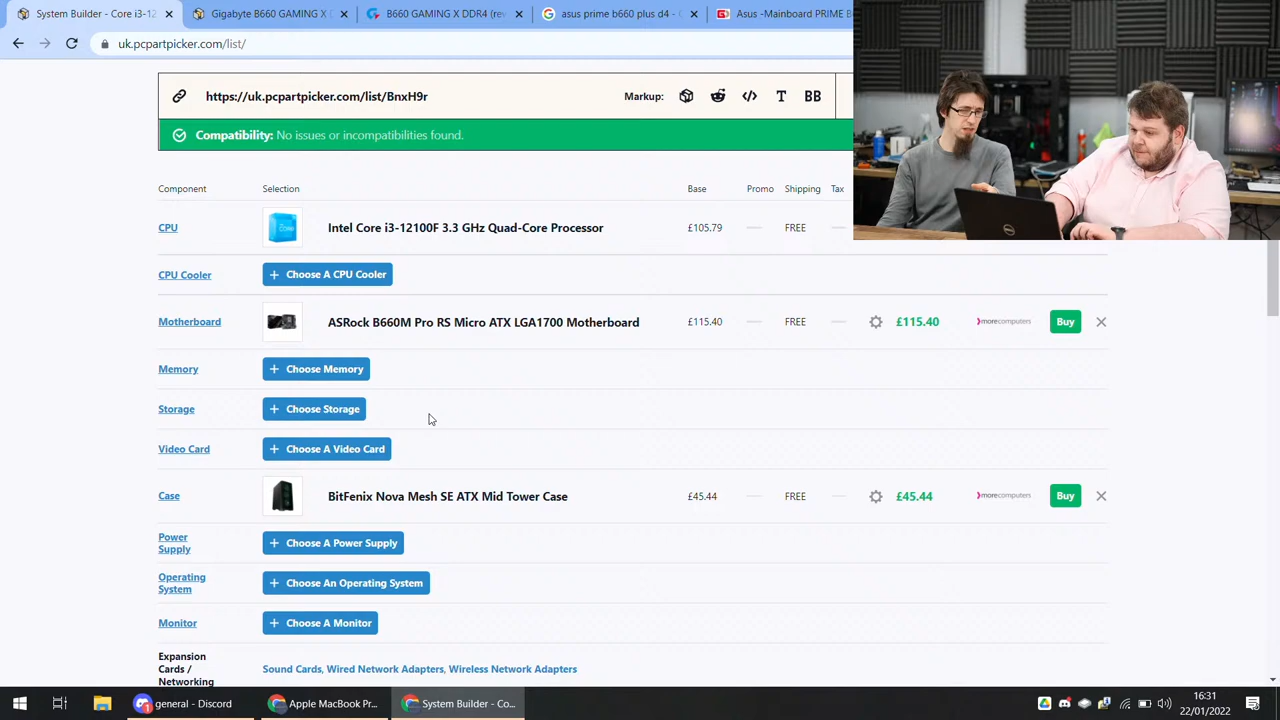 System Builder - Core i3-12
Gigabyte B660 GAMING X
B660 GAMING X DDR4 (rev
asus prime b660 plus d4 - G
Asus -Mainboard PRIME B
uk.pcpartpicker.com/list/
https://uk.pcpartpicker.com/list/BnxH9r
Markup:
T
BB
Compatibility: No issues or incompatibilities found.
Component Selection Base Promo Shipping Tax
CPU Intel Core i3-12100F 3.3 GHz Quad-Core Processor £105.79 — FREE —
CPU Cooler + Choose A CPU Cooler
Motherboard ASRock B660M Pro RS Micro ATX LGA1700 Motherboard £115.40 — FREE — £115.40 morecomputers Buy
Memory + Choose Memory
Storage + Choose Storage
Video Card + Choose A Video Card
Case BitFenix Nova Mesh SE ATX Mid Tower Case £45.44 — FREE — £45.44 morecomputers Buy
Power
Supply
+ Choose A Power Supply
Operating
System
+ Choose An Operating System
Monitor + Choose A Monitor
Expansion
Cards /
Networking
Sound Cards, Wired Network Adapters, Wireless Network Adapters
general - Discord
Apple MacBook P...
System Builder - Co...
16:31
22/01/2022